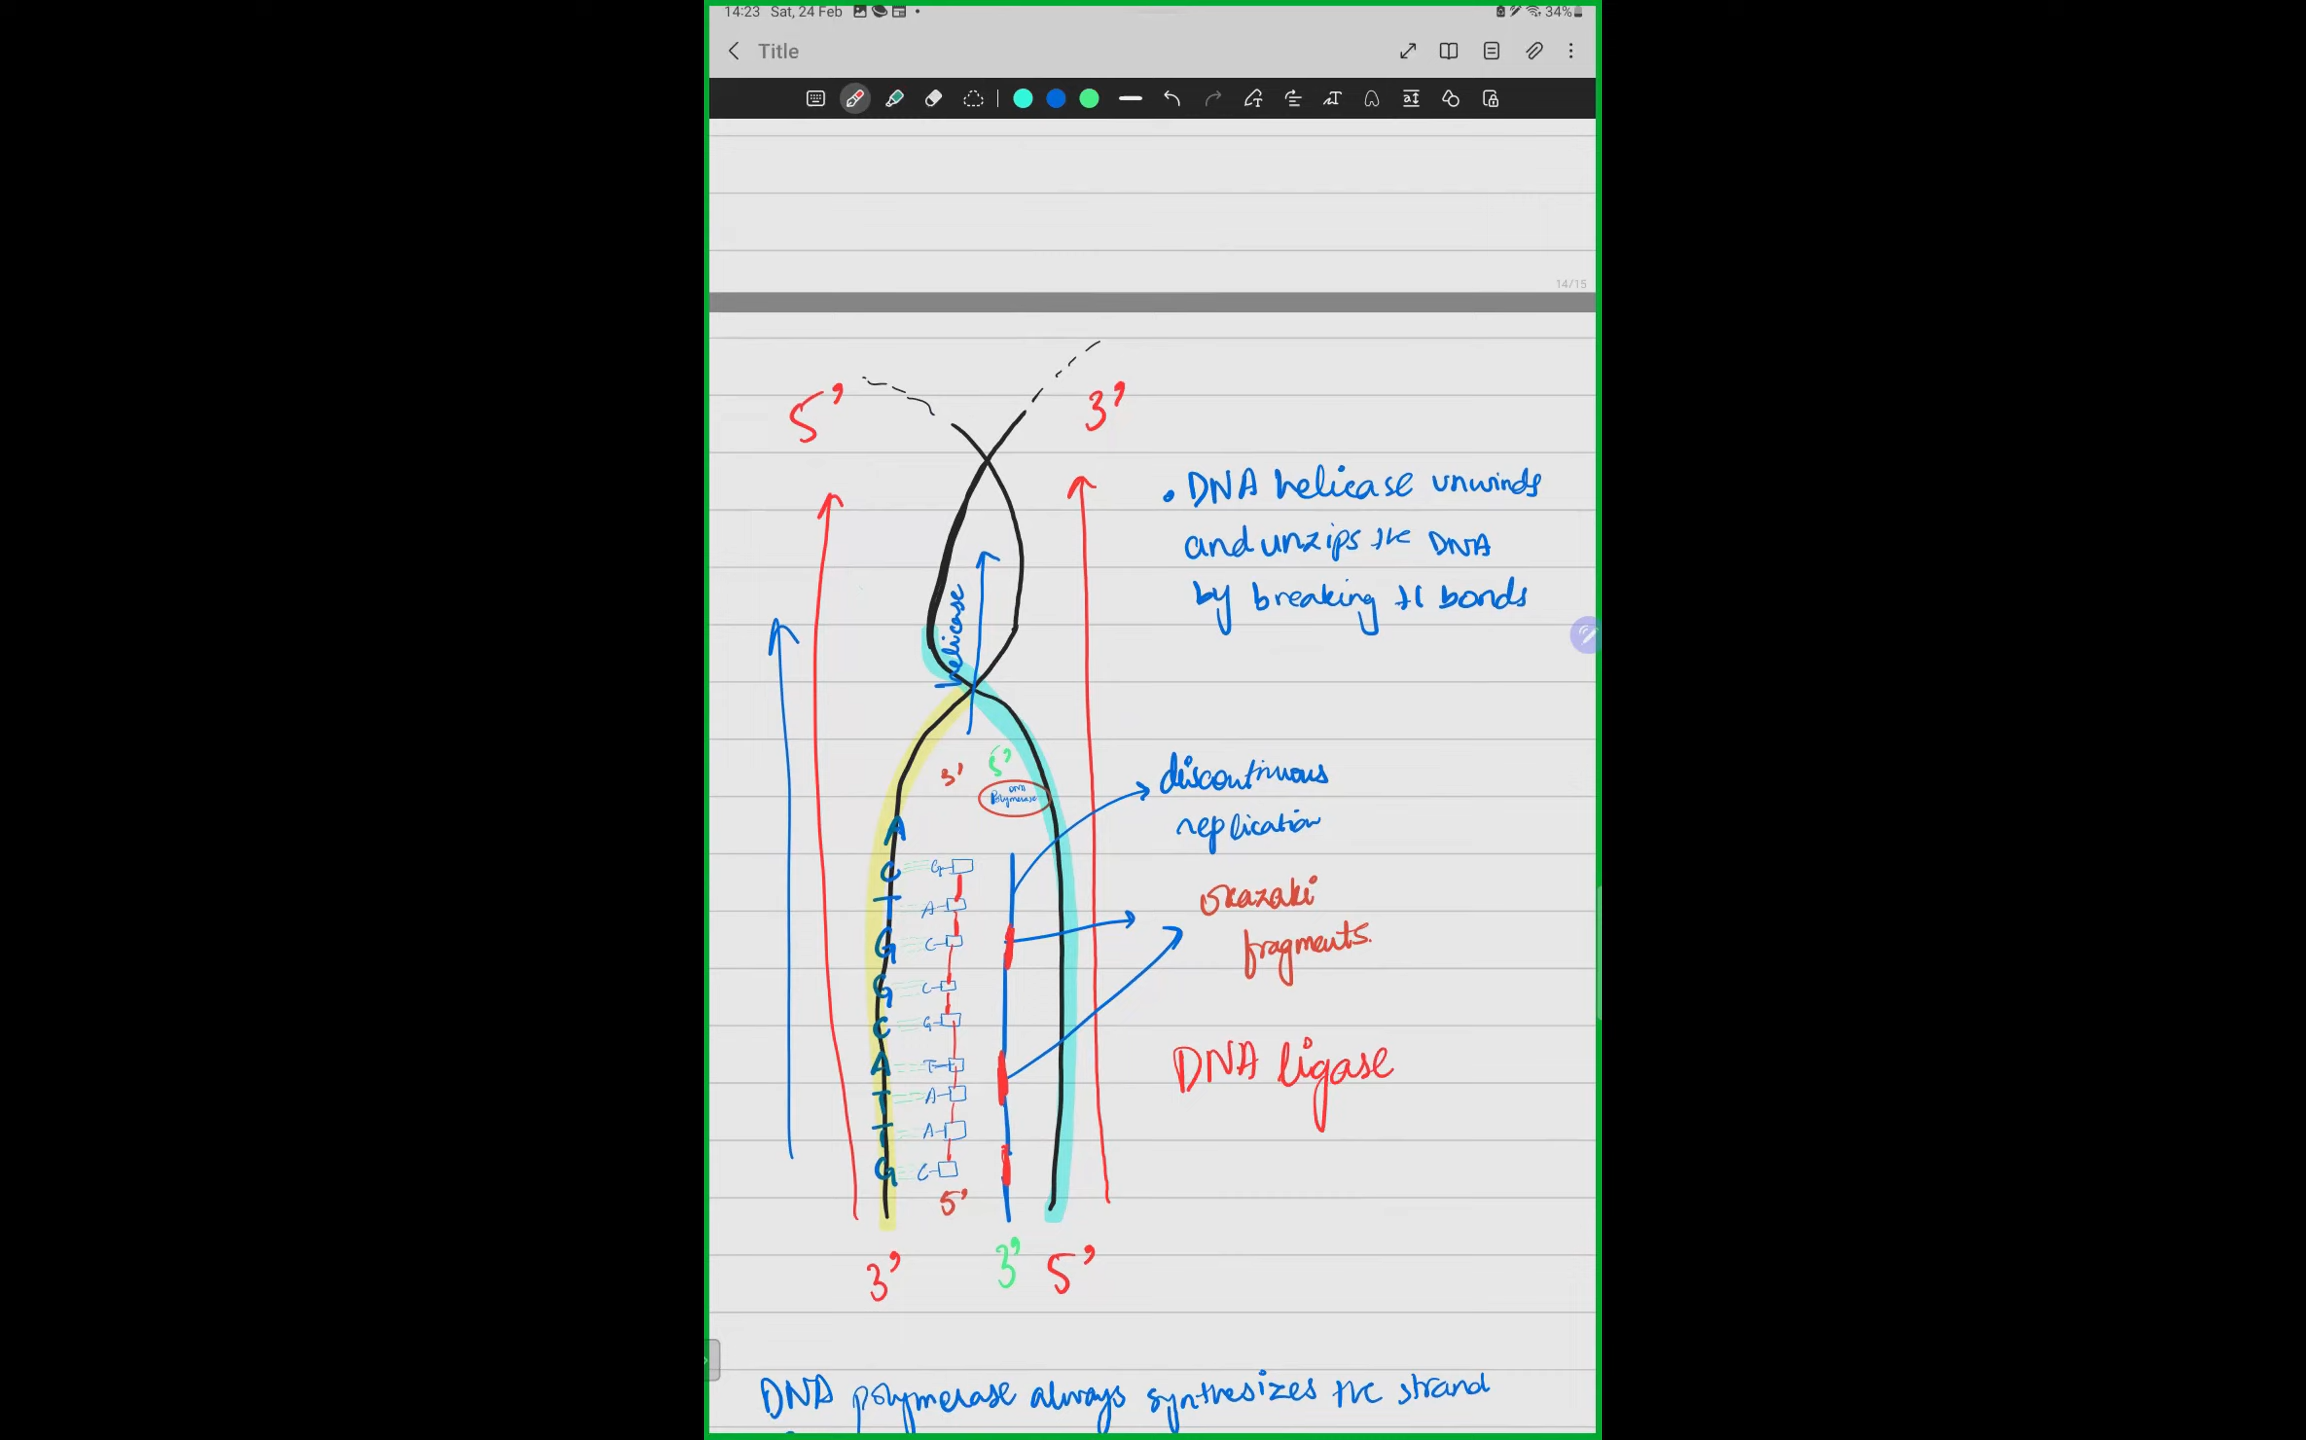 14:23 Sat, 24 Feb
34%
Title
14/15
5' 3'
• DNA helicase unwinds
and unzips the DNA
by breaking H bonds
helicase
3' 5'
DNA
Polymerase
discontinuous
replication
A
C G
T A
G C
G C
C G
A T
T A
T A
G C
Okazaki
fragments.
DNA ligase
5'
3' 3' 5'
DNA polymerase always synthesizes the strand